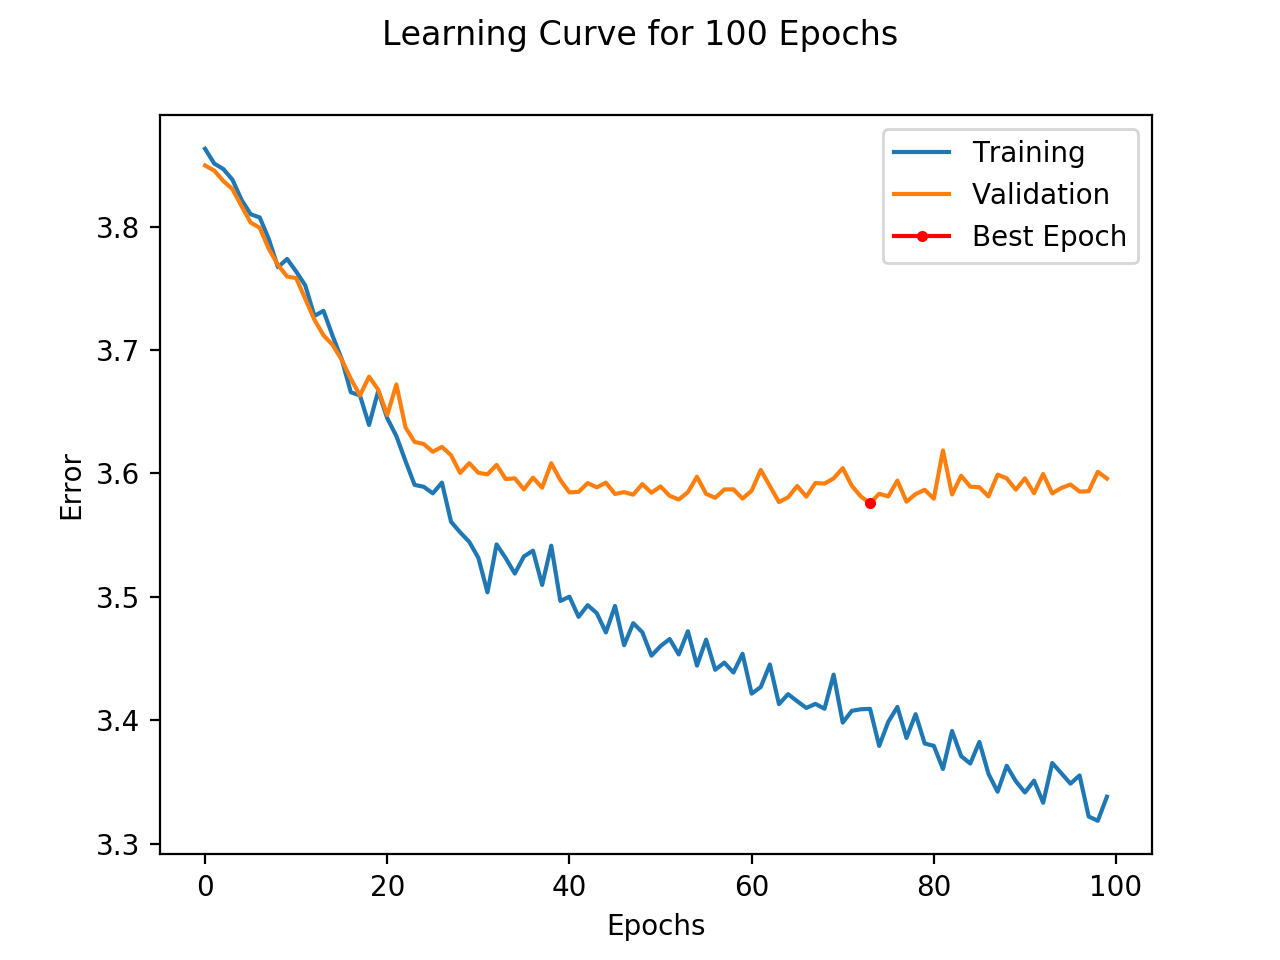 Learning Curve for 100 Epochs
Training
Validation
Best Epoch
3.8
3.7
3.6
3.5
3.4
3.3
Error
0 20 40 60 80 100
Epochs